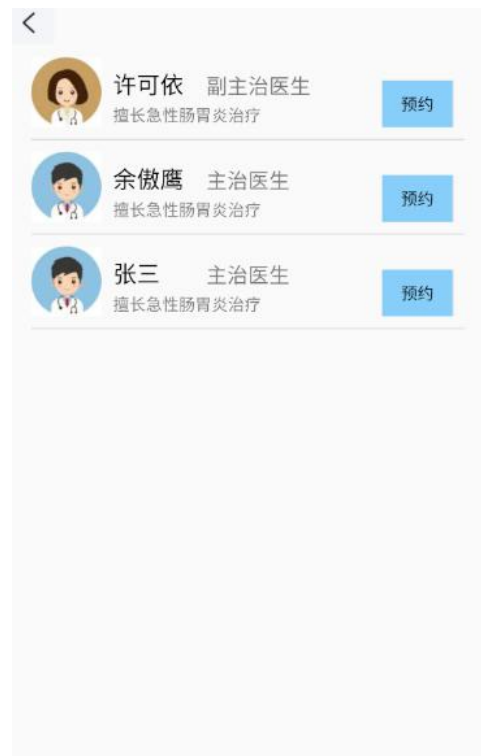 许可依 副主治医生
擅长急性肠胃炎治疗
预约
余傲鹰 主治医生
擅长急性肠胃炎治疗
预约
张三 主治医生
擅长急性肠胃炎治疗
预约